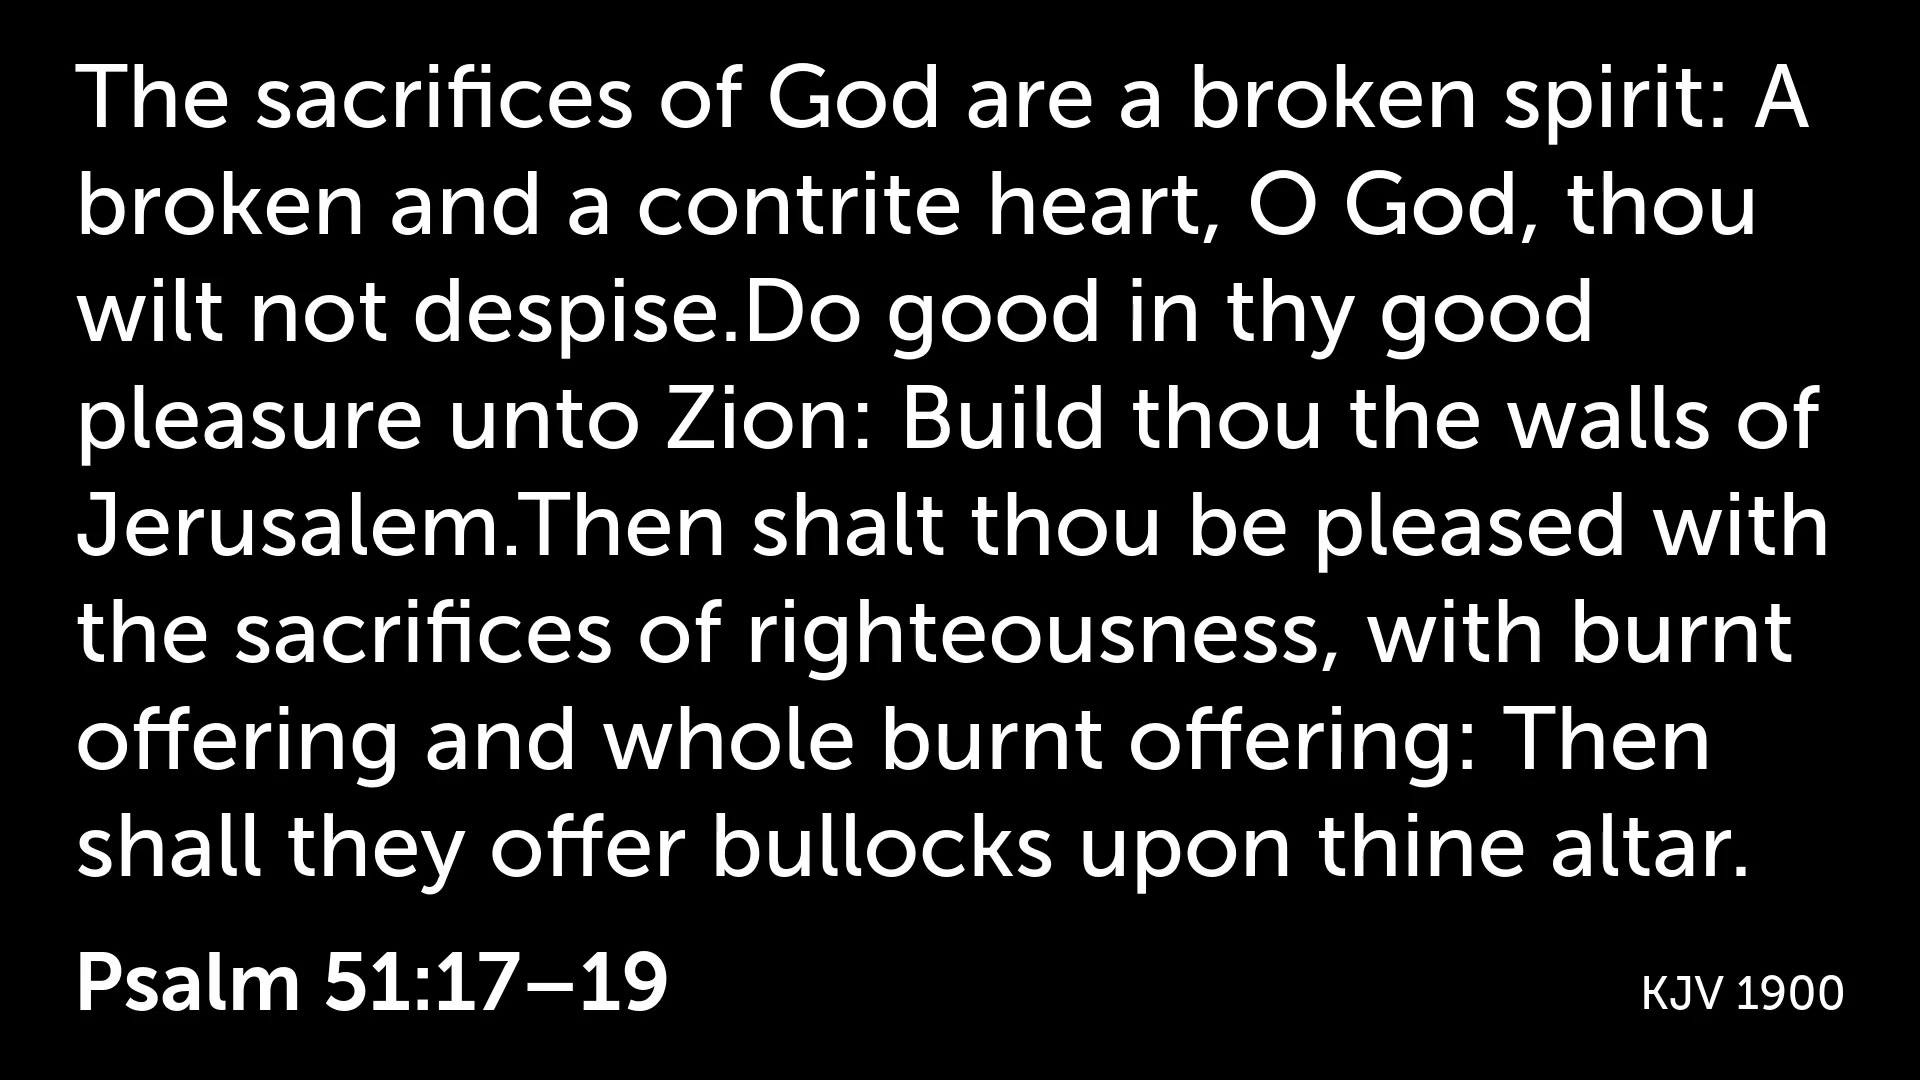 The sacrifices of God are a broken spirit: A
broken and a contrite heart, O God, thou
wilt not despise.Do good in thy good
pleasure unto Zion: Build thou the walls of
Jerusalem.Then shalt thou be pleased with
the sacrifices of righteousness, with burnt
offering and whole burnt offering: Then
shall they offer bullocks upon thine altar.
Psalm 51:17–19
KJV 1900